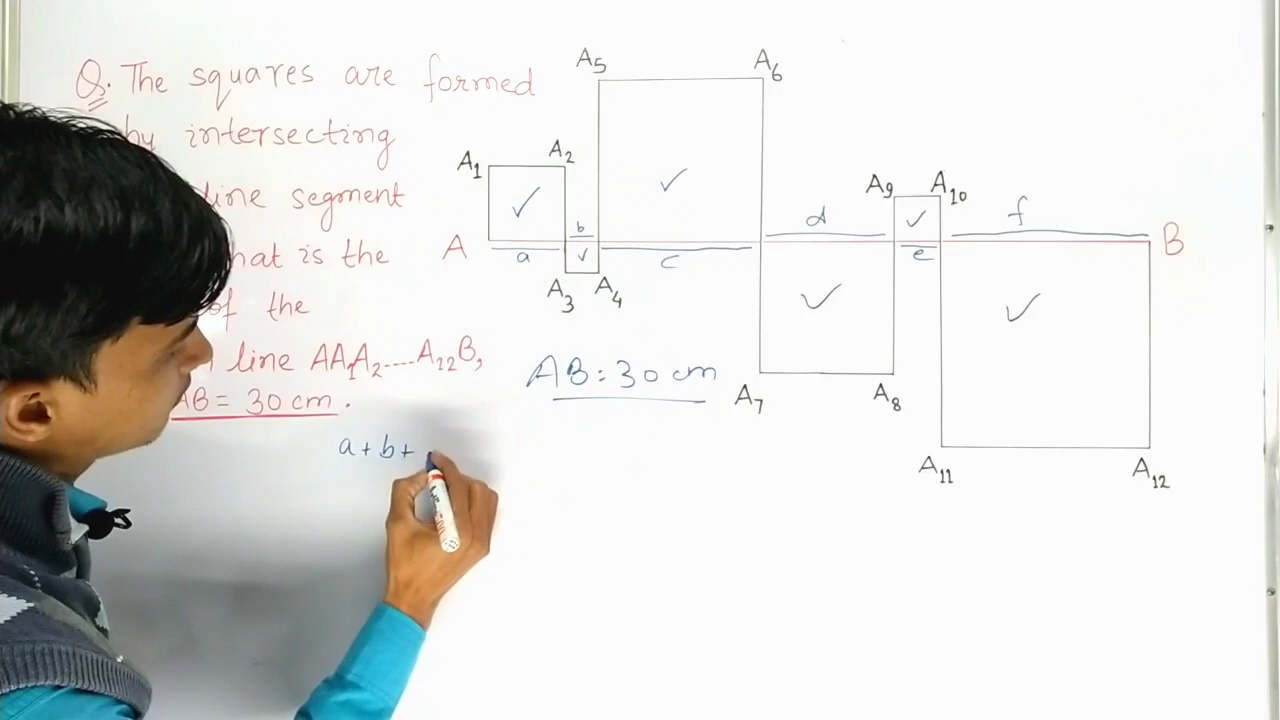 Q. The squares are formed
by intersecting
line segment
hat is the
of the
line AA1A2....A22B,
AB = 30 cm.
a + b +
A5 A6
A1 A2
A9 A10
b d f
A B
a c e
A3 A4
AB = 30 cm
A7 A8
A11 A12